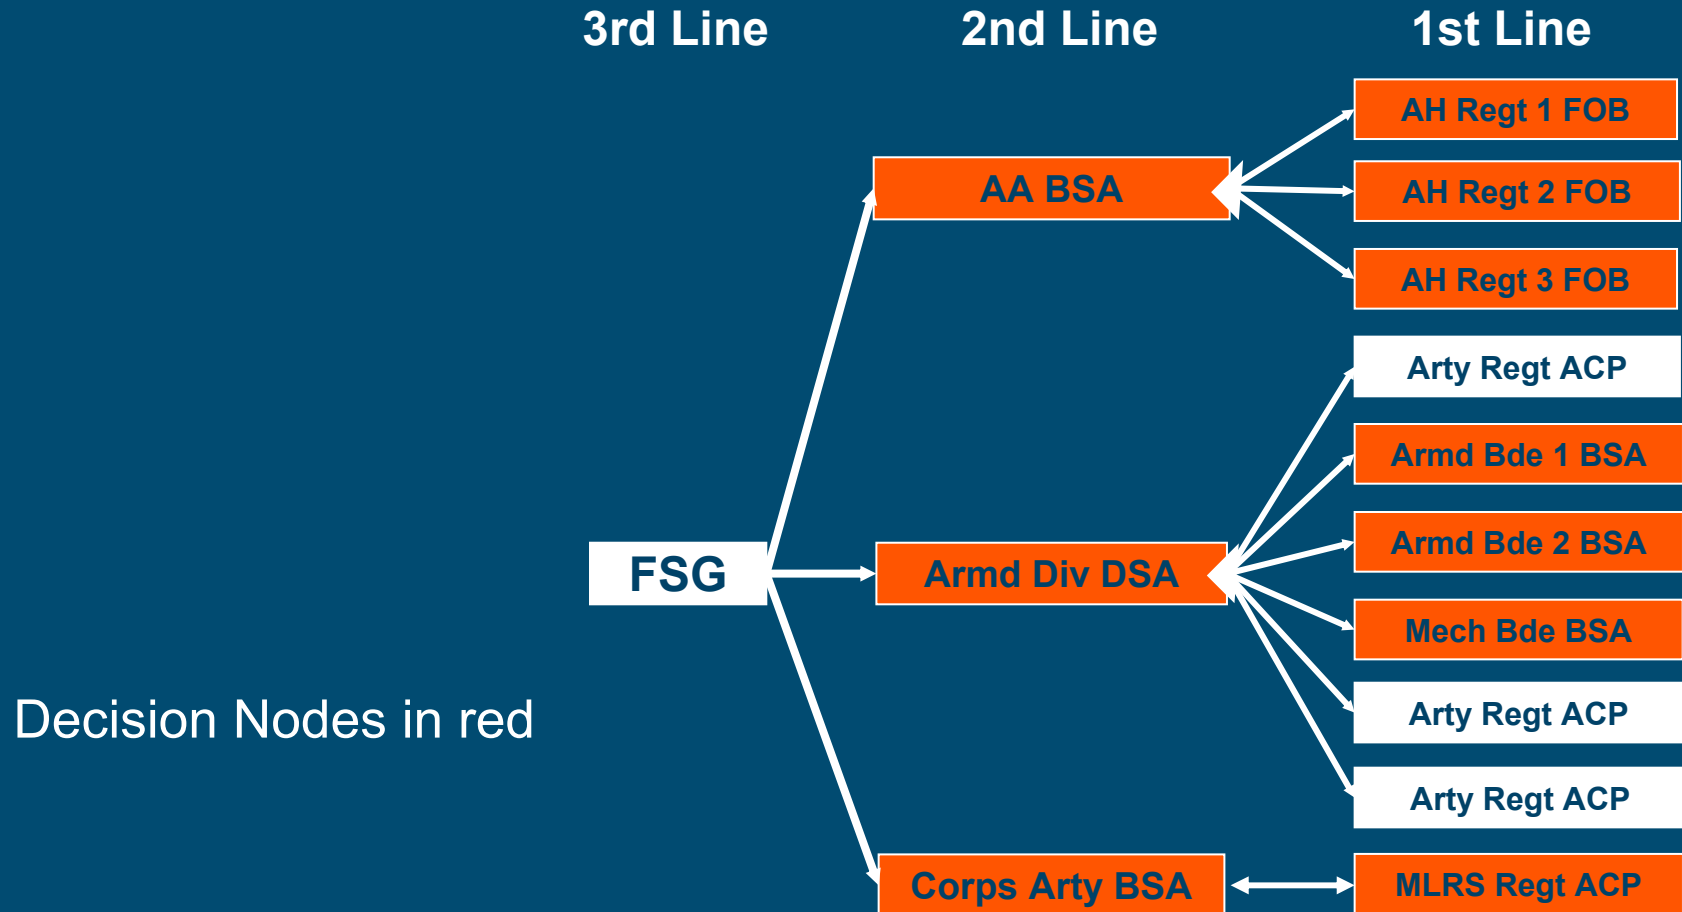 3rd Line
2nd Line
1st Line
AH Regt 1 FOB
AA BSA
AH Regt 2 FOB
AH Regt 3 FOB
Arty Regt ACP
Armd Bde 1 BSA
Armd Bde 2 BSA
FSG
Armd Div DSA
Mech Bde BSA
Decision Nodes in red
Arty Regt ACP
Arty Regt ACP
Corps Arty BSA
MLRS Regt ACP